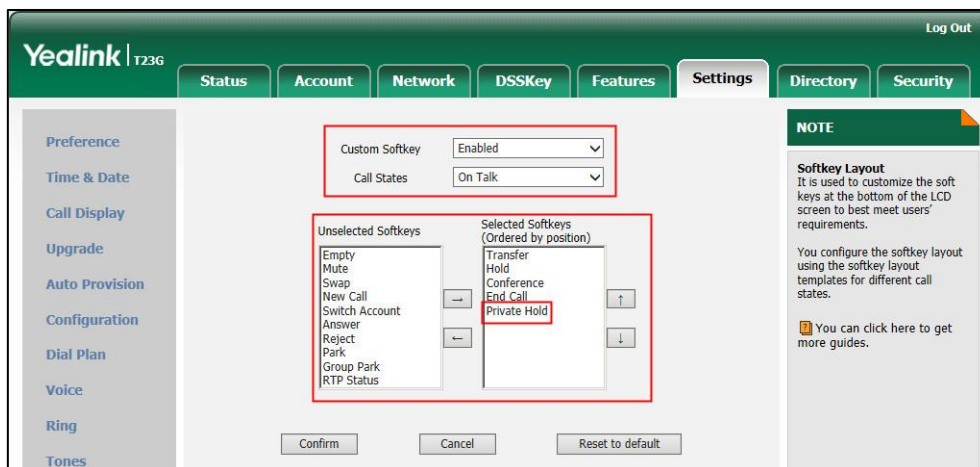 Log Out
Yealink T23G
Status Account Network DSSKey Features Settings Directory Security
Preference
Time & Date
Call Display
Upgrade
Auto Provision
Configuration
Dial Plan
Voice
Ring
Tones
Custom Softkey Enabled
Call States On Talk
Unselected Softkeys
Empty
Mute
Swap
New Call
Switch Account
Answer
Reject
Park
Group Park
RTP Status
→
←
Selected Softkeys
(Ordered by position)
Transfer
Hold
Conference
End Call
Private Hold
↑
↓
Confirm Cancel Reset to default
NOTE
Softkey Layout
It is used to customize the soft
keys at the bottom of the LCD
screen to best meet users'
requirements.
You configure the softkey layout
using the softkey layout
templates for different call
states.
? You can click here to get
more guides.